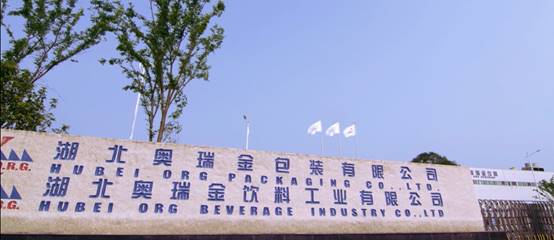 湖北奥瑞金包装有限公司
HUBEI ORG PACKAGING CO.,LTD.
湖北奥瑞金饮料工业有限公司
HUBEI ORG BEVERAGE INDUSTRY CO.,LTD
O.R.G.